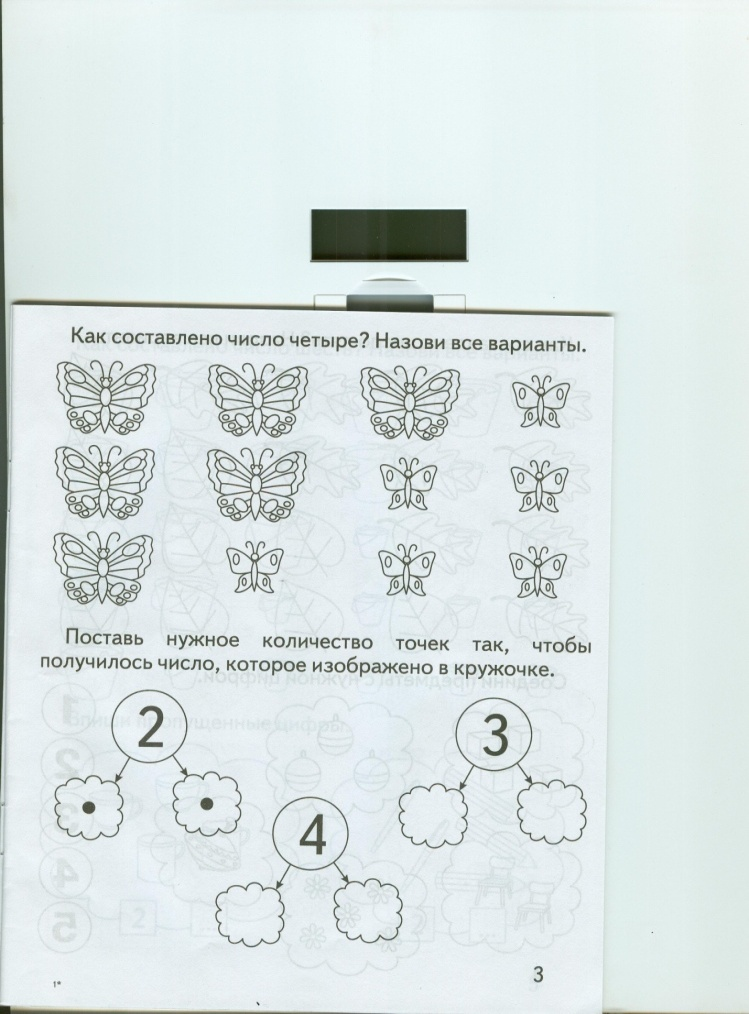 Как составлено число четыре? Назови все варианты.
Поставь нужное количество точек так, чтобы
получилось число, которое изображено в кружочке.
2
3
4
3
1*